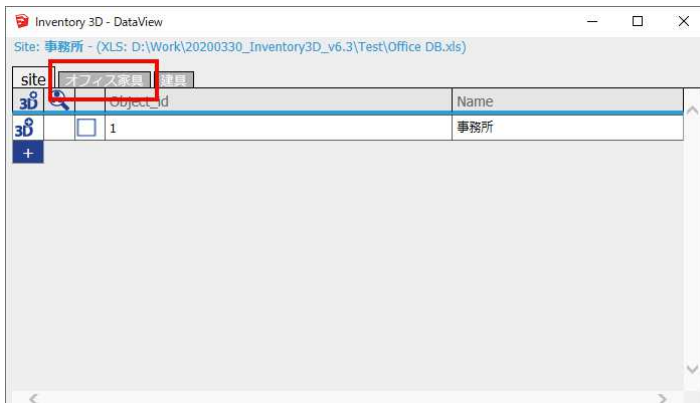 Inventory 3D - DataView
Site: 事務所 - (XLS: D:\Work\20200330_Inventory3D_v6.3\Test\Office DB.xls)
site オフィス家具 建具
3D Object_id Name
3D 1 事務所
+